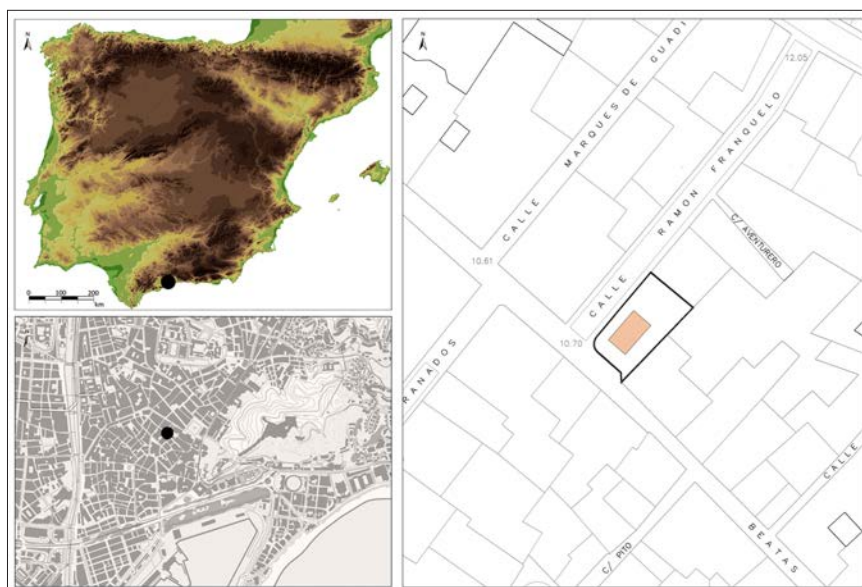 N
0 100 200
km
N
CALLE MARQUES DE GUADI
CALLE RAMON FRANQUELO
12.05
C/ AVENTURERO
10.61
10.70
RANADOS
CALLE
BEATAS
C/ PITO